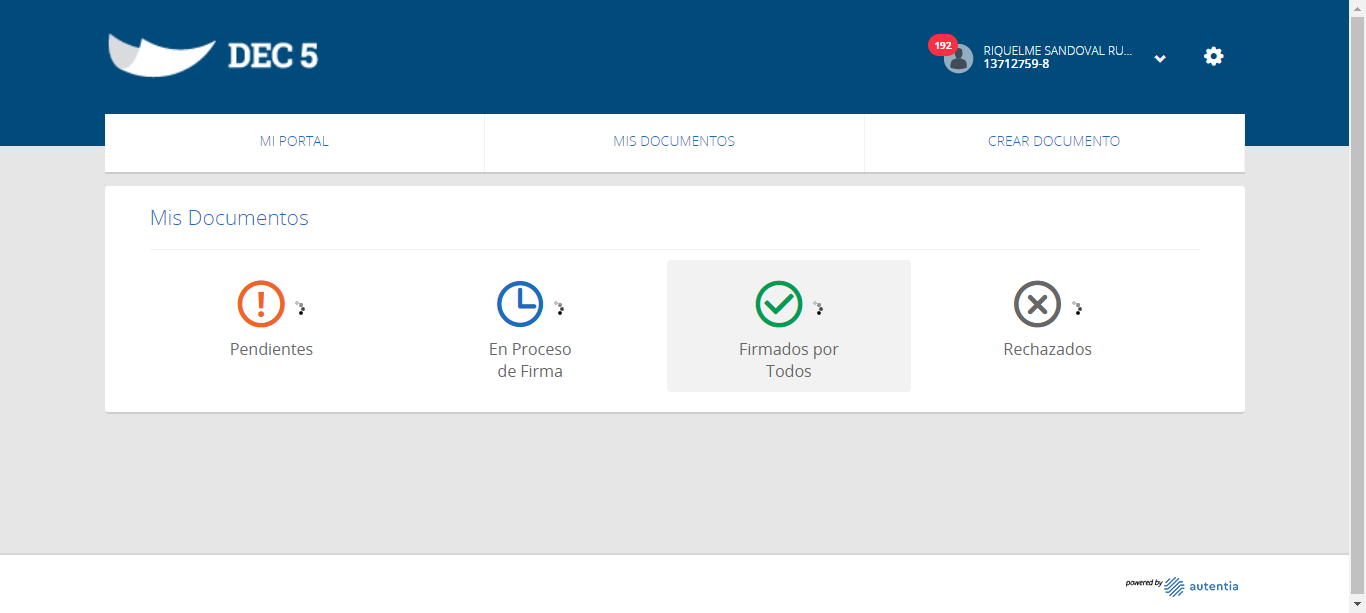 DEC 5
192
RIQUELME SANDOVAL RU...
13712759-8
MI PORTAL
MIS DOCUMENTOS
CREAR DOCUMENTO
Mis Documentos
Pendientes
En Proceso
de Firma
Firmados por
Todos
Rechazados
powered by
autentia